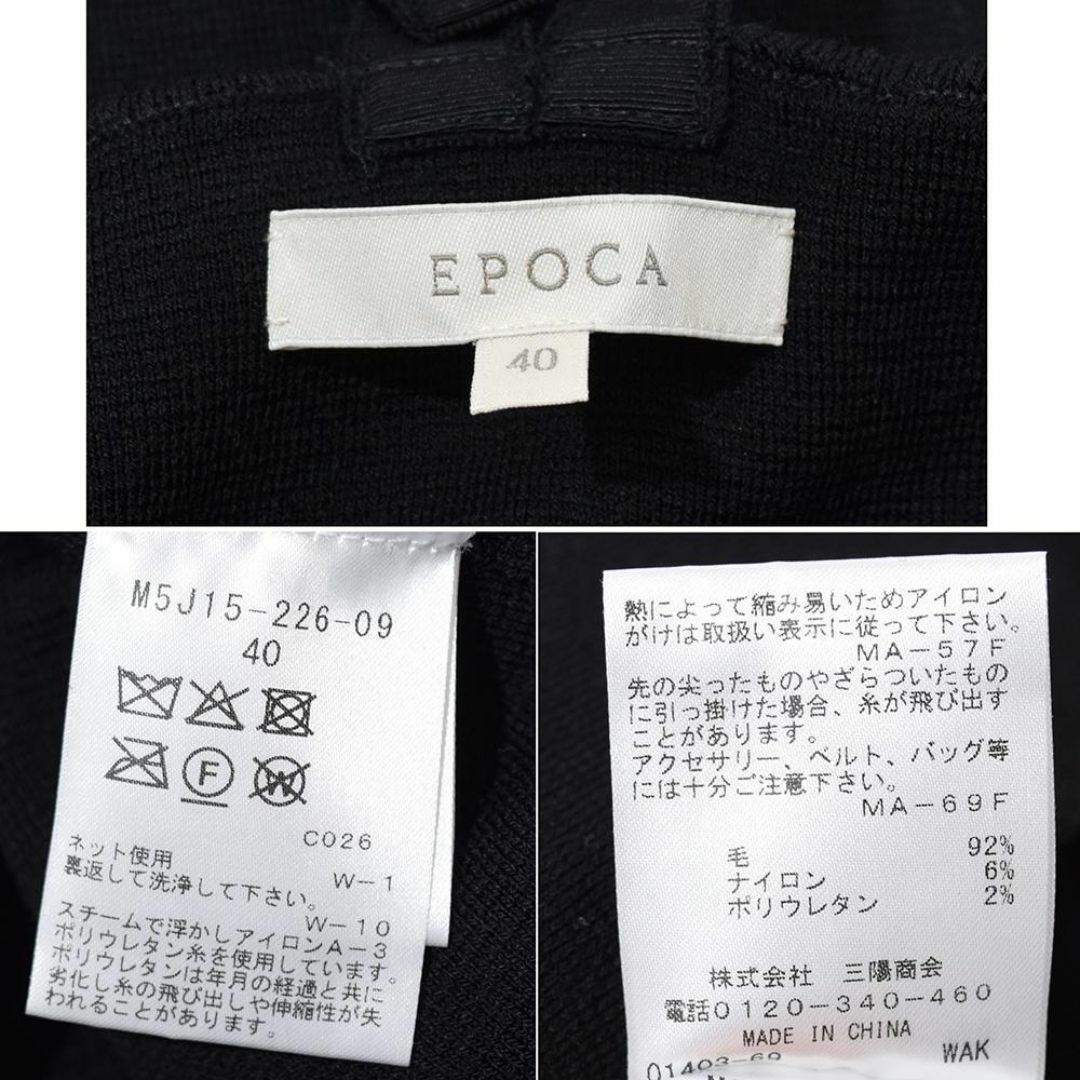 EPOCA
40
M5J15-226-09
40
F
W
C026
ネット使用
W-1
裏返して洗浄して下さい。
W-10
スチームで浮かしアイロンA-3
ポリウレタン糸を使用しています。
ポリウレタンは年月の経過と共に
劣化し糸の飛び出しや伸縮性が失
われることがあります。
熱によって縮み易いためアイロン
がけは取扱い表示に従って下さい。
MA-57F
先の尖ったものやざらついたもの
に引っ掛けた場合、糸が飛び出す
ことがあります。
アクセサリー、ベルト、バッグ等
には十分ご注意下さい。
MA-69F
毛 92%
ナイロン 6%
ポリウレタン 2%
株式会社 三陽商会
電話0120-340-460
MADE IN CHINA
01403-69 WAK